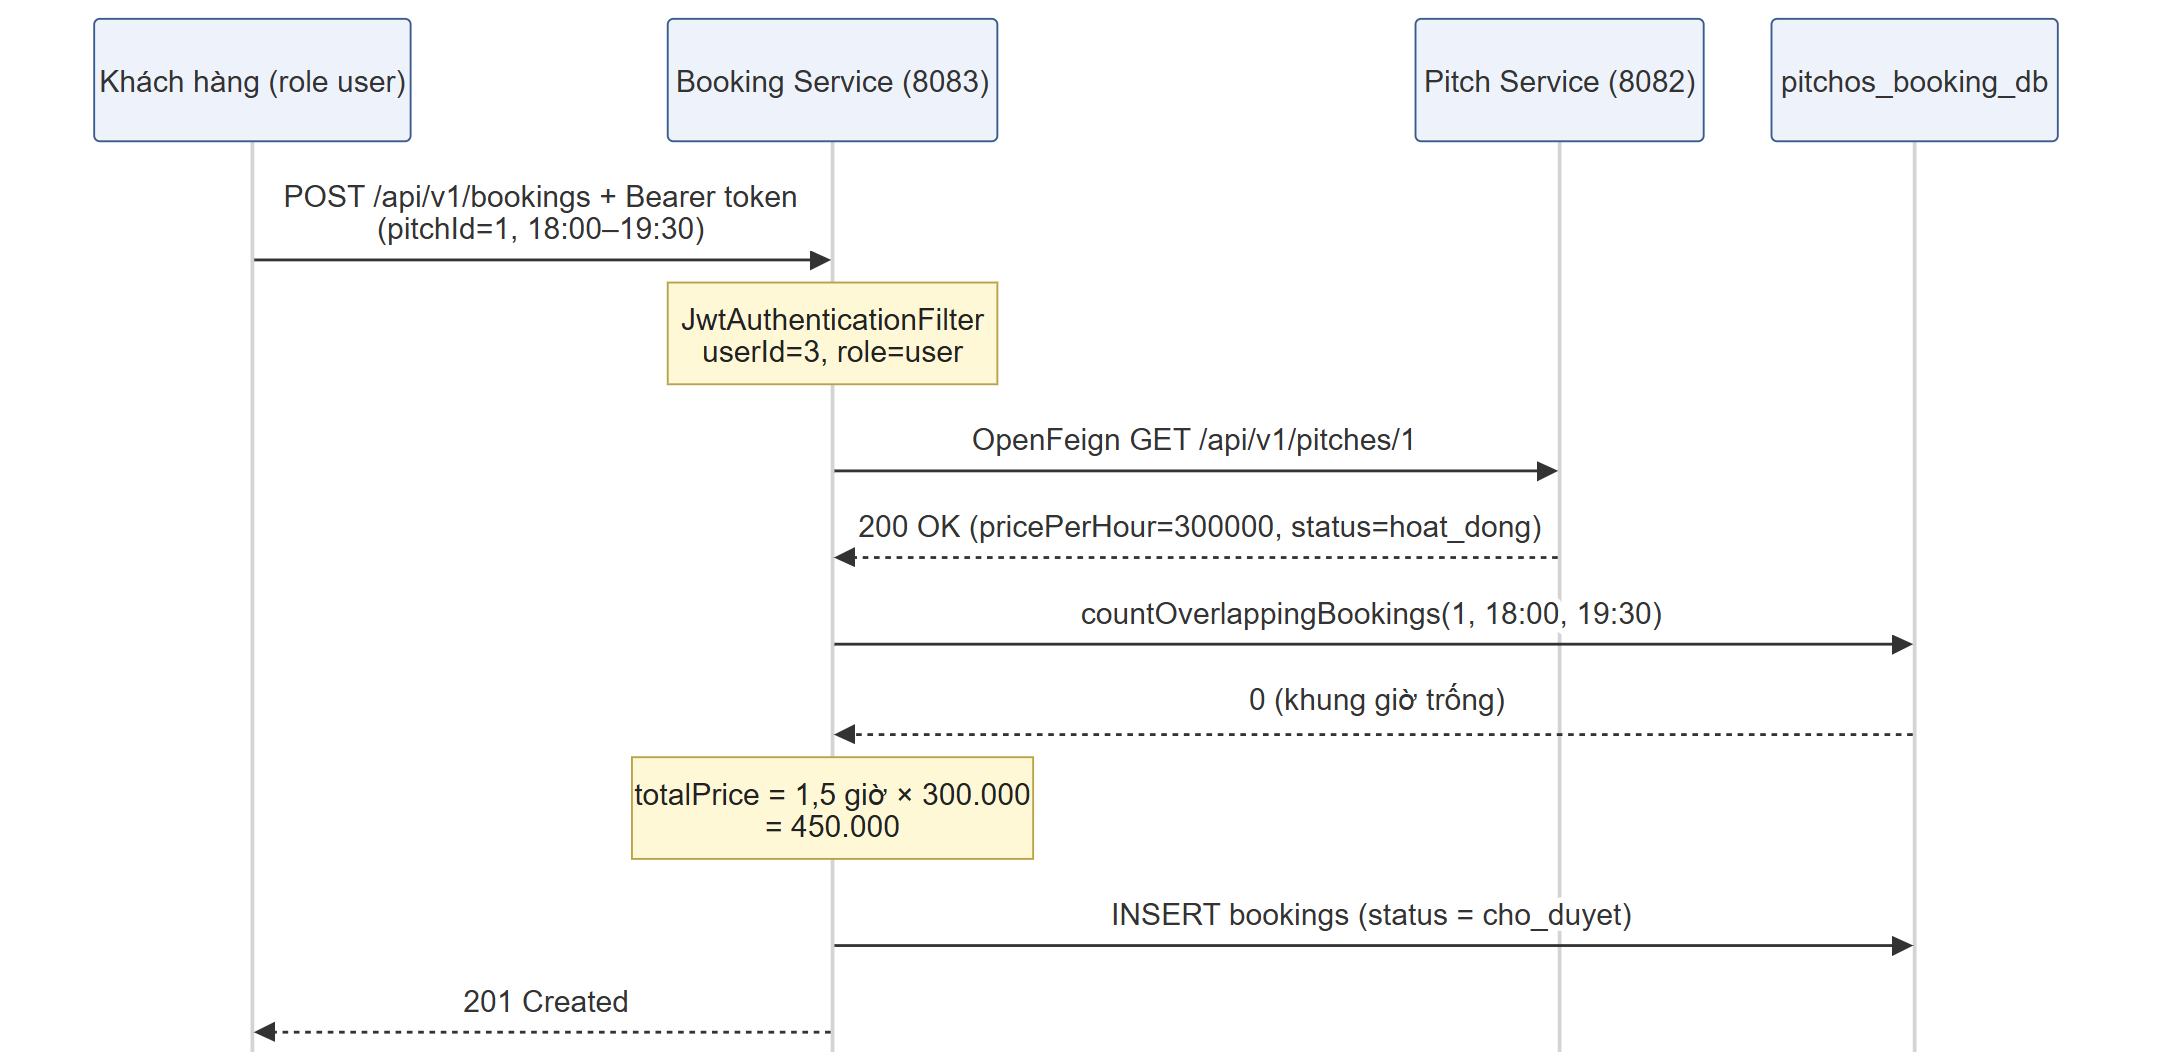 Khách hàng (role user)
Booking Service (8083)
Pitch Service (8082)
pitchos_booking_db
POST /api/v1/bookings + Bearer token
(pitchId=1, 18:00–19:30)
JwtAuthenticationFilter
userId=3, role=user
OpenFeign GET /api/v1/pitches/1
200 OK (pricePerHour=300000, status=hoat_dong)
countOverlappingBookings(1, 18:00, 19:30)
0 (khung giờ trống)
totalPrice = 1,5 giờ × 300.000
= 450.000
INSERT bookings (status = cho_duyet)
201 Created